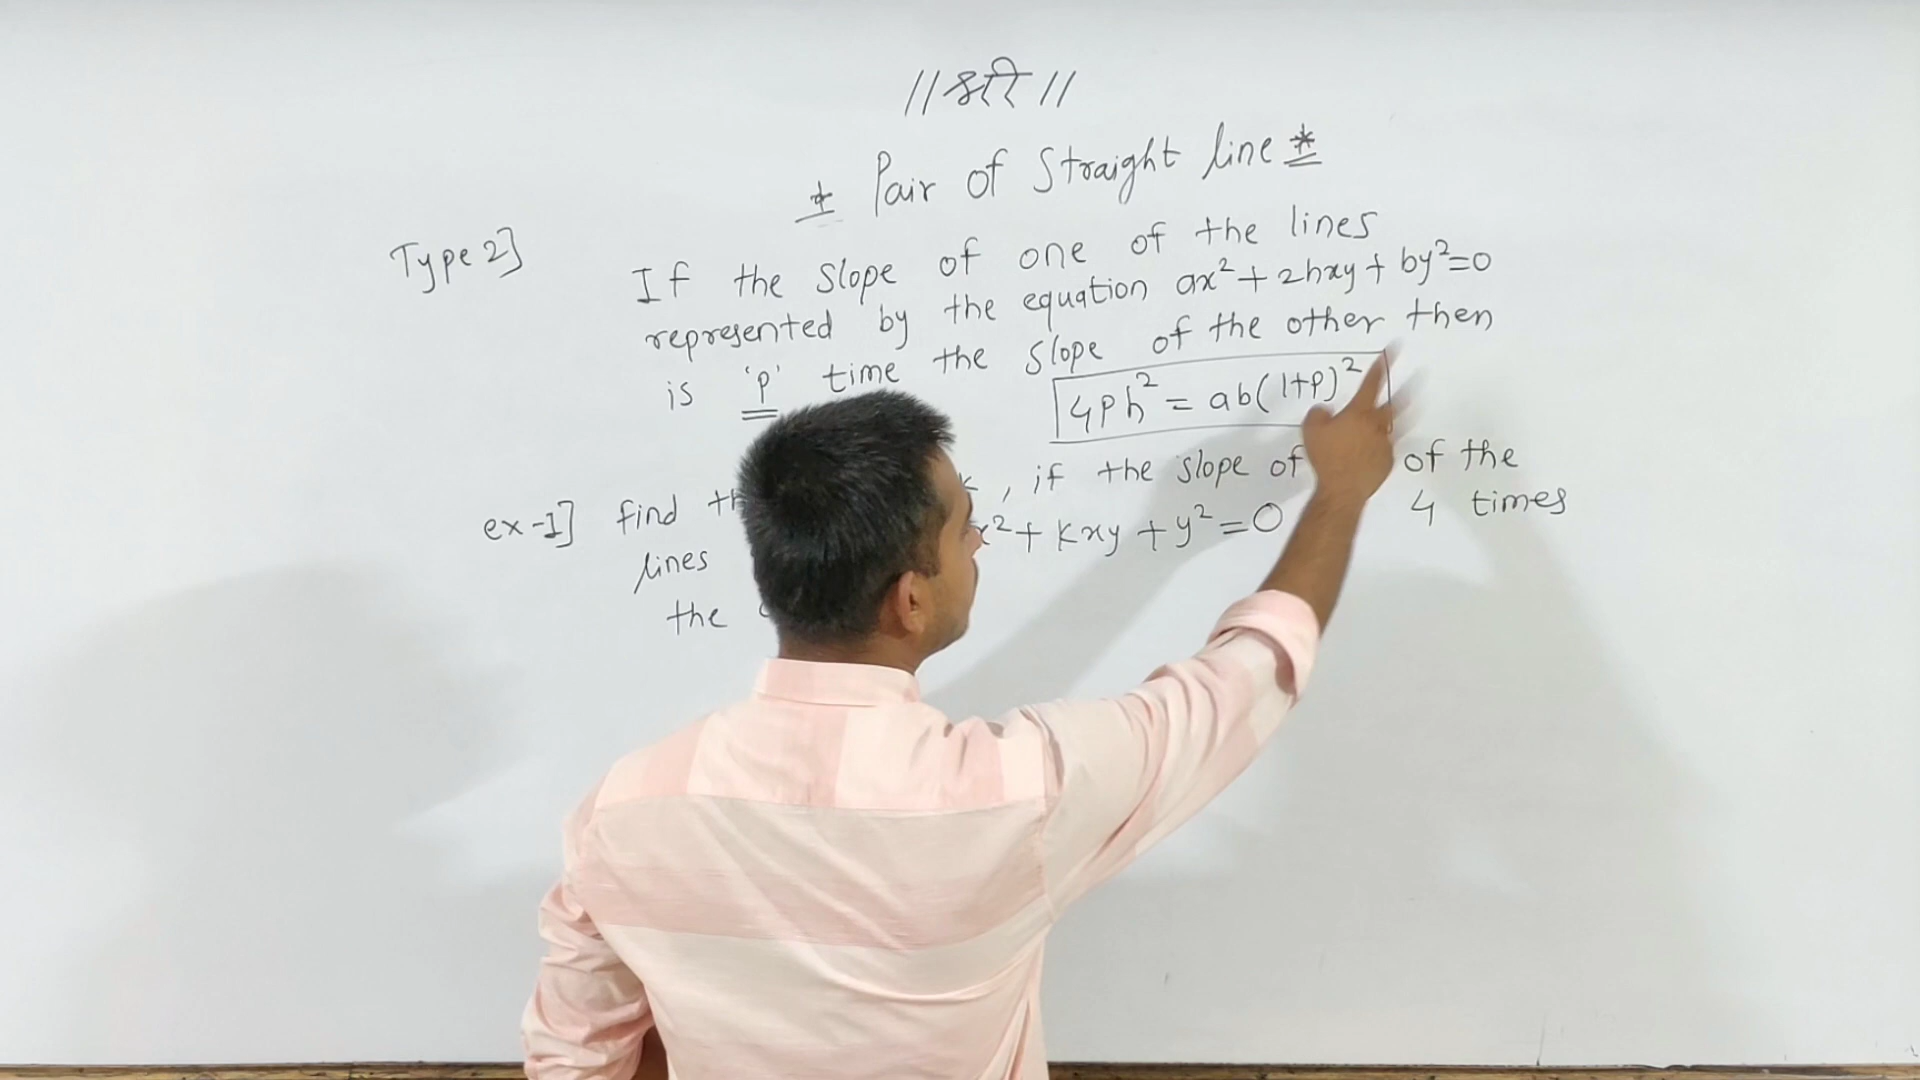 //श्री//
* Pair of Straight line *
Type 2]
If the slope of one of the lines
represented by the equation ax²+2hxy+by²=0
is 'p' time the slope of the other then
4ph² = ab(1+p)²
ex-1] find , if the slope of of the
lines x²+kxy+y²=0 4 times
the